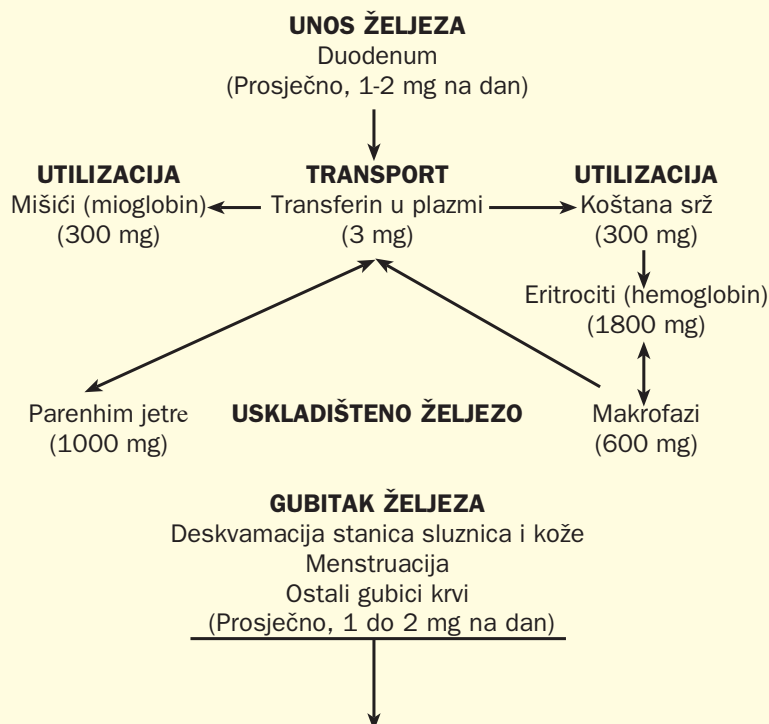 UNOS ŽELJEZA
Duodenum
(Prosječno, 1-2 mg na dan)
UTILIZACIJA
Mišići (mioglobin)
(300 mg)
TRANSPORT
Transferin u plazmi
(3 mg)
UTILIZACIJA
Koštana srž
(300 mg)
Eritrociti (hemoglobin)
(1800 mg)
Parenhim jetre
(1000 mg)
USKLADIŠTENO ŽELJEZO
Makrofazi
(600 mg)
GUBITAK ŽELJEZA
Deskvamacija stanica sluznica i kože
Menstruacija
Ostali gubici krvi
(Prosječno, 1 do 2 mg na dan)